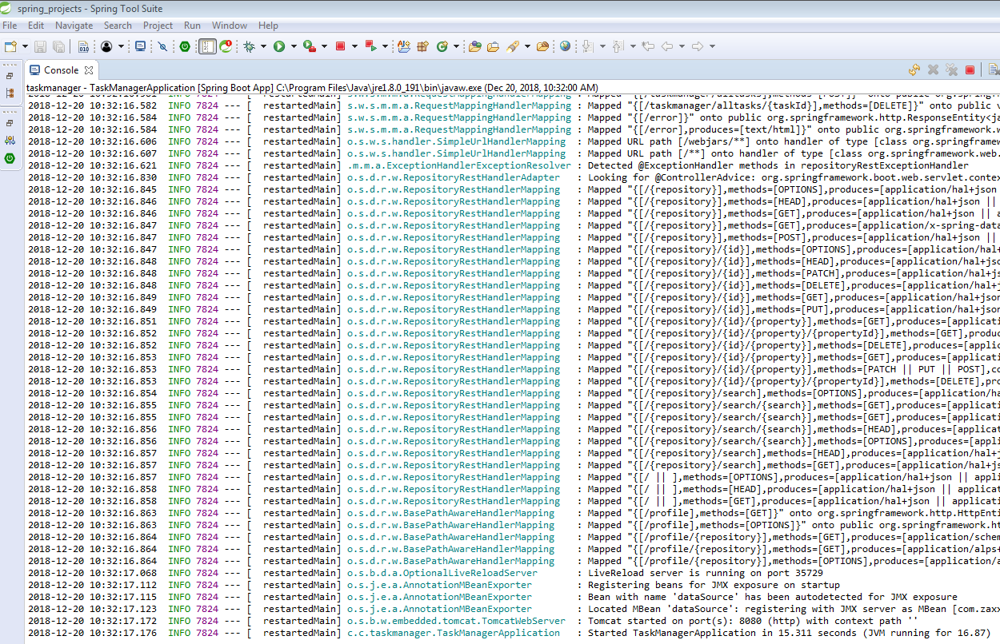 spring_projects - Spring Tool Suite
File Edit Navigate Search Project Run Window Help
Console
taskmanager - TaskManagerApplication [Spring Boot App] C:\Program Files\Java\jre1.8.0_191\bin\javaw.exe (Dec 20, 2018, 10:32:00 AM)
2018-12-20 10:32:16.582 INFO 7824 --- [ restartedMain] s.w.s.m.m.a.RequestMappingHandlerMapping : Mapped "{[/taskmanager/alltasks/{taskId}],methods=[DELETE]}" onto public v
2018-12-20 10:32:16.584 INFO 7824 --- [ restartedMain] s.w.s.m.m.a.RequestMappingHandlerMapping : Mapped "{[/error]}" onto public org.springframework.http.ResponseEntity<ja
2018-12-20 10:32:16.584 INFO 7824 --- [ restartedMain] s.w.s.m.m.a.RequestMappingHandlerMapping : Mapped "{[/error],produces=[text/html]}" onto public org.springframework.w
2018-12-20 10:32:16.606 INFO 7824 --- [ restartedMain] o.s.w.s.handler.SimpleUrlHandlerMapping : Mapped URL path [/webjars/**] onto handler of type [class org.springframewor
2018-12-20 10:32:16.607 INFO 7824 --- [ restartedMain] o.s.w.s.handler.SimpleUrlHandlerMapping : Mapped URL path [/**] onto handler of type [class org.springframework.web.
2018-12-20 10:32:16.621 INFO 7824 --- [ restartedMain] .m.m.a.ExceptionHandlerExceptionResolver : Detected @ExceptionHandler methods in repositoryRestExceptionHandler
2018-12-20 10:32:16.830 INFO 7824 --- [ restartedMain] o.s.d.r.w.RepositoryRestHandlerAdapter : Looking for @ControllerAdvice: org.springframework.boot.web.servlet.contex
2018-12-20 10:32:16.845 INFO 7824 --- [ restartedMain] o.s.d.r.w.RepositoryRestHandlerMapping : Mapped "{[/{repository}],methods=[OPTIONS],produces=[application/hal+json
2018-12-20 10:32:16.846 INFO 7824 --- [ restartedMain] o.s.d.r.w.RepositoryRestHandlerMapping : Mapped "{[/{repository}],methods=[HEAD],produces=[application/hal+json ||
2018-12-20 10:32:16.846 INFO 7824 --- [ restartedMain] o.s.d.r.w.RepositoryRestHandlerMapping : Mapped "{[/{repository}],methods=[GET],produces=[application/hal+json || a
2018-12-20 10:32:16.847 INFO 7824 --- [ restartedMain] o.s.d.r.w.RepositoryRestHandlerMapping : Mapped "{[/{repository}],methods=[GET],produces=[application/x-spring-data
2018-12-20 10:32:16.847 INFO 7824 --- [ restartedMain] o.s.d.r.w.RepositoryRestHandlerMapping : Mapped "{[/{repository}],methods=[POST],produces=[application/hal+json ||
2018-12-20 10:32:16.847 INFO 7824 --- [ restartedMain] o.s.d.r.w.RepositoryRestHandlerMapping : Mapped "{[/{repository}/{id}],methods=[OPTIONS],produces=[application/hal+
2018-12-20 10:32:16.848 INFO 7824 --- [ restartedMain] o.s.d.r.w.RepositoryRestHandlerMapping : Mapped "{[/{repository}/{id}],methods=[HEAD],produces=[application/hal+jso
2018-12-20 10:32:16.848 INFO 7824 --- [ restartedMain] o.s.d.r.w.RepositoryRestHandlerMapping : Mapped "{[/{repository}/{id}],methods=[PATCH],produces=[application/hal+js
2018-12-20 10:32:16.848 INFO 7824 --- [ restartedMain] o.s.d.r.w.RepositoryRestHandlerMapping : Mapped "{[/{repository}/{id}],methods=[DELETE],produces=[application/hal+j
2018-12-20 10:32:16.849 INFO 7824 --- [ restartedMain] o.s.d.r.w.RepositoryRestHandlerMapping : Mapped "{[/{repository}/{id}],methods=[GET],produces=[application/hal+json
2018-12-20 10:32:16.849 INFO 7824 --- [ restartedMain] o.s.d.r.w.RepositoryRestHandlerMapping : Mapped "{[/{repository}/{id}],methods=[PUT],produces=[application/hal+json
2018-12-20 10:32:16.851 INFO 7824 --- [ restartedMain] o.s.d.r.w.RepositoryRestHandlerMapping : Mapped "{[/{repository}/{id}/{property}],methods=[GET],produces=[applicatio
2018-12-20 10:32:16.852 INFO 7824 --- [ restartedMain] o.s.d.r.w.RepositoryRestHandlerMapping : Mapped "{[/{repository}/{id}/{property}/{propertyId}],methods=[GET],produc
2018-12-20 10:32:16.852 INFO 7824 --- [ restartedMain] o.s.d.r.w.RepositoryRestHandlerMapping : Mapped "{[/{repository}/{id}/{property}],methods=[DELETE],produces=[applic
2018-12-20 10:32:16.853 INFO 7824 --- [ restartedMain] o.s.d.r.w.RepositoryRestHandlerMapping : Mapped "{[/{repository}/{id}/{property}],methods=[GET],produces=[applicati
2018-12-20 10:32:16.853 INFO 7824 --- [ restartedMain] o.s.d.r.w.RepositoryRestHandlerMapping : Mapped "{[/{repository}/{id}/{property}],methods=[PATCH || PUT || POST],co
2018-12-20 10:32:16.853 INFO 7824 --- [ restartedMain] o.s.d.r.w.RepositoryRestHandlerMapping : Mapped "{[/{repository}/{id}/{property}/{propertyId}],methods=[DELETE],pro
2018-12-20 10:32:16.854 INFO 7824 --- [ restartedMain] o.s.d.r.w.RepositoryRestHandlerMapping : Mapped "{[/{repository}/search],methods=[OPTIONS],produces=[application/ha
2018-12-20 10:32:16.855 INFO 7824 --- [ restartedMain] o.s.d.r.w.RepositoryRestHandlerMapping : Mapped "{[/{repository}/search/{search}],methods=[GET],produces=[applicati
2018-12-20 10:32:16.855 INFO 7824 --- [ restartedMain] o.s.d.r.w.RepositoryRestHandlerMapping : Mapped "{[/{repository}/search/{search}],methods=[GET],produces=[applicati
2018-12-20 10:32:16.856 INFO 7824 --- [ restartedMain] o.s.d.r.w.RepositoryRestHandlerMapping : Mapped "{[/{repository}/search/{search}],methods=[HEAD],produces=[applicat
2018-12-20 10:32:16.856 INFO 7824 --- [ restartedMain] o.s.d.r.w.RepositoryRestHandlerMapping : Mapped "{[/{repository}/search/{search}],methods=[OPTIONS],produces=[appli
2018-12-20 10:32:16.857 INFO 7824 --- [ restartedMain] o.s.d.r.w.RepositoryRestHandlerMapping : Mapped "{[/{repository}/search],methods=[HEAD],produces=[application/hal+j
2018-12-20 10:32:16.857 INFO 7824 --- [ restartedMain] o.s.d.r.w.RepositoryRestHandlerMapping : Mapped "{[/{repository}/search],methods=[GET],produces=[application/hal+js
2018-12-20 10:32:16.857 INFO 7824 --- [ restartedMain] o.s.d.r.w.RepositoryRestHandlerMapping : Mapped "{[/ || ],methods=[OPTIONS],produces=[application/hal+json || appli
2018-12-20 10:32:16.858 INFO 7824 --- [ restartedMain] o.s.d.r.w.RepositoryRestHandlerMapping : Mapped "{[/ || ],methods=[HEAD],produces=[application/hal+json || applicat
2018-12-20 10:32:16.858 INFO 7824 --- [ restartedMain] o.s.d.r.w.RepositoryRestHandlerMapping : Mapped "{[/ || ],methods=[GET],produces=[application/hal+json || applicati
2018-12-20 10:32:16.863 INFO 7824 --- [ restartedMain] o.s.d.r.w.BasePathAwareHandlerMapping : Mapped "{[/profile],methods=[GET]}" onto org.springframework.http.HttpEnti
2018-12-20 10:32:16.863 INFO 7824 --- [ restartedMain] o.s.d.r.w.BasePathAwareHandlerMapping : Mapped "{[/profile],methods=[OPTIONS]}" onto public org.springframework.ht
2018-12-20 10:32:16.864 INFO 7824 --- [ restartedMain] o.s.d.r.w.BasePathAwareHandlerMapping : Mapped "{[/profile/{repository}],methods=[GET],produces=[application/schem
2018-12-20 10:32:16.864 INFO 7824 --- [ restartedMain] o.s.d.r.w.BasePathAwareHandlerMapping : Mapped "{[/profile/{repository}],methods=[GET],produces=[application/alps+
2018-12-20 10:32:16.864 INFO 7824 --- [ restartedMain] o.s.d.r.w.BasePathAwareHandlerMapping : Mapped "{[/profile/{repository}],methods=[OPTIONS],produces=[application/a
2018-12-20 10:32:17.068 INFO 7824 --- [ restartedMain] o.s.b.d.a.OptionalLiveReloadServer : LiveReload server is running on port 35729
2018-12-20 10:32:17.112 INFO 7824 --- [ restartedMain] o.s.j.e.a.AnnotationMBeanExporter : Registering beans for JMX exposure on startup
2018-12-20 10:32:17.115 INFO 7824 --- [ restartedMain] o.s.j.e.a.AnnotationMBeanExporter : Bean with name 'dataSource' has been autodetected for JMX exposure
2018-12-20 10:32:17.123 INFO 7824 --- [ restartedMain] o.s.j.e.a.AnnotationMBeanExporter : Located MBean 'dataSource': registering with JMX server as MBean [com.zaxx
2018-12-20 10:32:17.172 INFO 7824 --- [ restartedMain] o.s.b.w.embedded.tomcat.TomcatWebServer : Tomcat started on port(s): 8080 (http) with context path ''
2018-12-20 10:32:17.176 INFO 7824 --- [ restartedMain] c.c.taskmanager.TaskManagerApplication : Started TaskManagerApplication in 15.311 seconds (JVM running for 16.87)